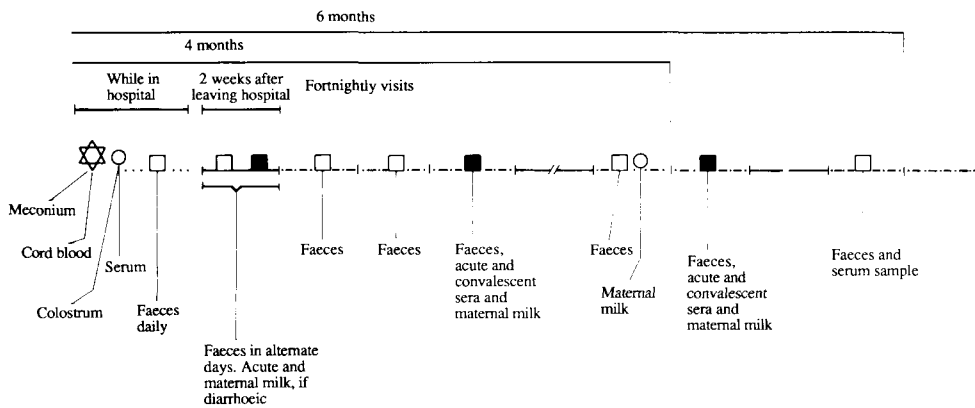 6 months
4 months
While in
hospital
2 weeks after
leaving hospital
Fortnightly visits
Meconium
Cord blood
Colostrum
Serum
Faeces
daily
Faeces in alternate
days. Acute and
maternal milk, if
diarrhoeic
Faeces
Faeces
Faeces,
acute and
convalescent
sera and
maternal milk
Faeces
Maternal
milk
Faeces,
acute and
convalescent
sera and
maternal milk
Faeces and
serum sample